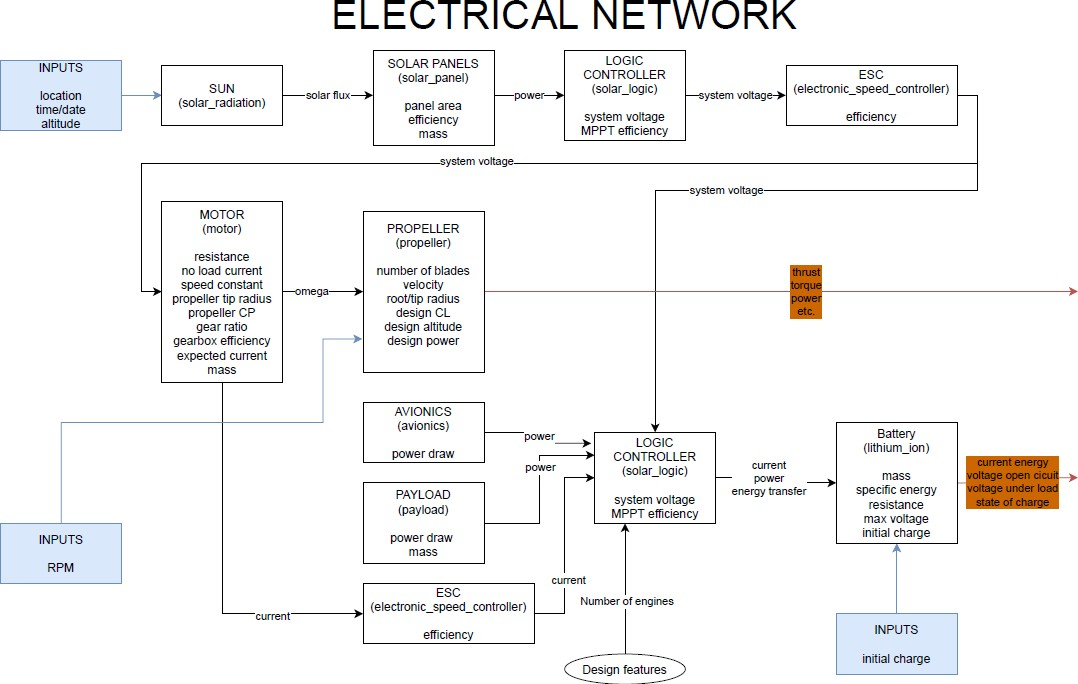 ELECTRICAL NETWORK
INPUTS
location
time/date
altitude
SUN
(solar_radiation)
solar flux
SOLAR PANELS
(solar_panel)
panel area
efficiency
mass
power
LOGIC
CONTROLLER
(solar_logic)
system voltage
MPPT efficiency
system voltage
ESC
(electronic_speed_controller)
efficiency
system voltage
system voltage
MOTOR
(motor)
resistance
no load current
speed constant
propeller tip radius
propeller CP
gear ratio
gearbox efficiency
expected current
mass
omega
PROPELLER
(propeller)
number of blades
velocity
root/tip radius
design CL
design altitude
design power
thrust
torque
power
etc.
AVIONICS
(avionics)
power draw
power
power
PAYLOAD
(payload)
power draw
mass
LOGIC
CONTROLLER
(solar_logic)
system voltage
MPPT efficiency
current
power
energy transfer
Battery
(lithium_ion)
mass
specific energy
resistance
max voltage
initial charge
current energy
voltage open cicuit
voltage under load
state of charge
INPUTS
RPM
current
ESC
(electronic_speed_controller)
efficiency
current
Number of engines
Design features
INPUTS
initial charge